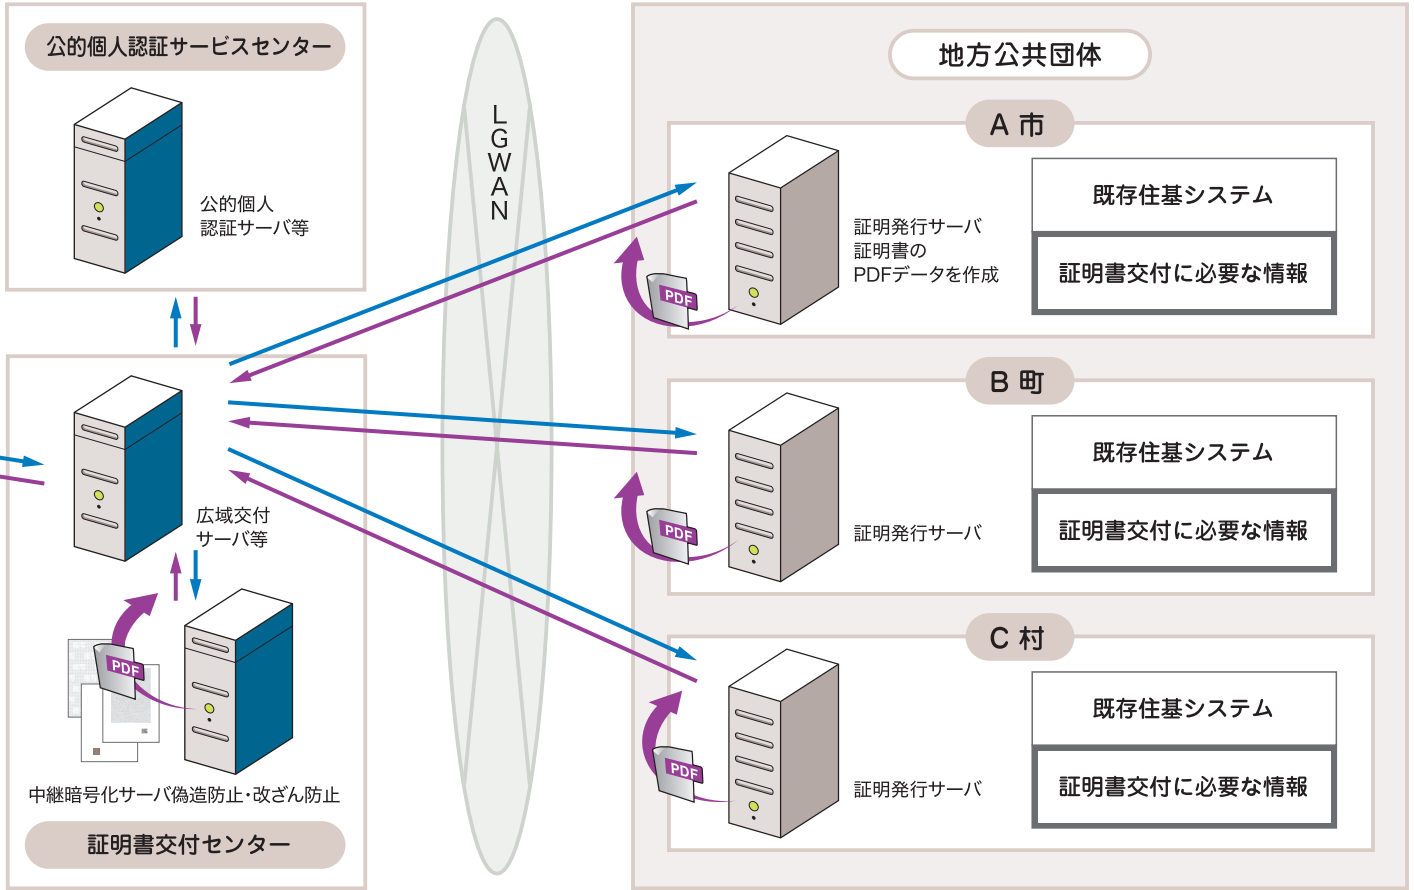 公的個人認証サービスセンター
公的個人
認証サーバ等
広域交付
サーバ等
PDF
中継暗号化サーバ偽造防止・改ざん防止
証明書交付センター
LGWAN
地方公共団体
A 市
証明発行サーバ
証明書の
PDFデータを作成
PDF
既存住基システム
証明書交付に必要な情報
B 町
証明発行サーバ
PDF
既存住基システム
証明書交付に必要な情報
C 村
証明発行サーバ
PDF
既存住基システム
証明書交付に必要な情報